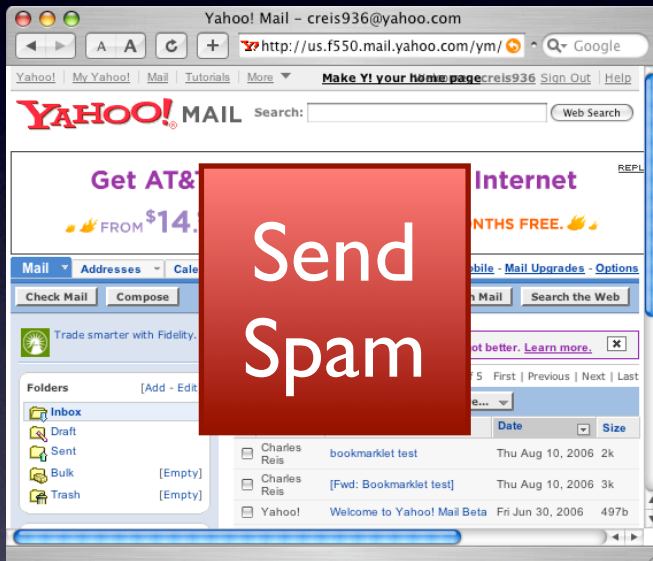 Yahoo! Mail – creis936@yahoo.com
A A + http://us.f550.mail.yahoo.com/ym/ Google
Yahoo! My Yahoo! Mail Tutorials More Make Y! your home page creis936 Sign Out Help
YAHOO! MAIL Search: Web Search
REPL
Get AT&T Internet
FROM $14. NTHS FREE.
Mail Addresses Cale obile - Mail Upgrades - Options
Check Mail Compose Mail Search the Web
Send
Spam
Trade smarter with Fidelity. ot better. Learn more.
Folders [Add - Edit f 5 First | Previous | Next | Last
Inbox e...
Draft Date Size
Sent Charles Reis bookmarklet test Thu Aug 10, 2006 2k
Bulk [Empty] Charles Reis [Fwd: Bookmarklet test] Thu Aug 10, 2006 3k
Trash [Empty] Yahoo! Welcome to Yahoo! Mail Beta Fri Jun 30, 2006 497b